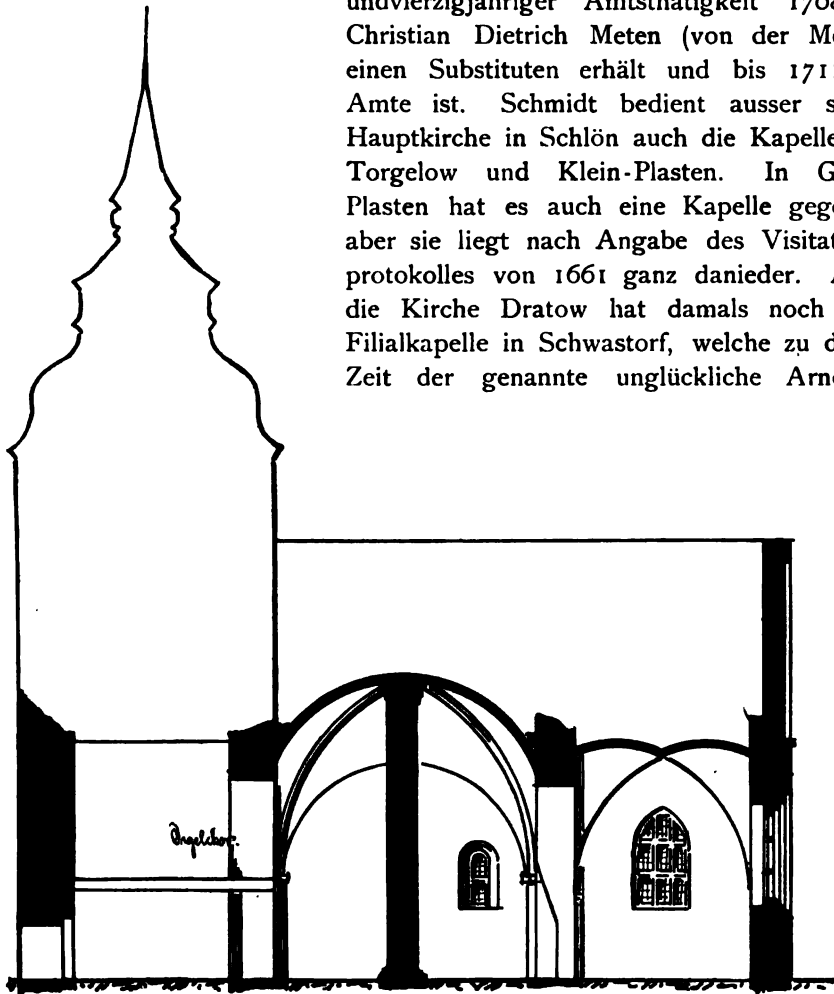 undvierzigjähriger Amtsthätigkeit 1708
Christian Dietrich Meten (von der Me
einen Substituten erhält und bis 171
Amte ist. Schmidt bedient ausser s
Hauptkirche in Schlön auch die Kapelle
Torgelow und Klein-Plasten. In G
Plasten hat es auch eine Kapelle geg
aber sie liegt nach Angabe des Visitat
protokolles von 1661 ganz danieder. A
die Kirche Dratow hat damals noch
Filialkapelle in Schwastorf, welche zu d
Zeit der genannte unglückliche Arn
Orgelchor.